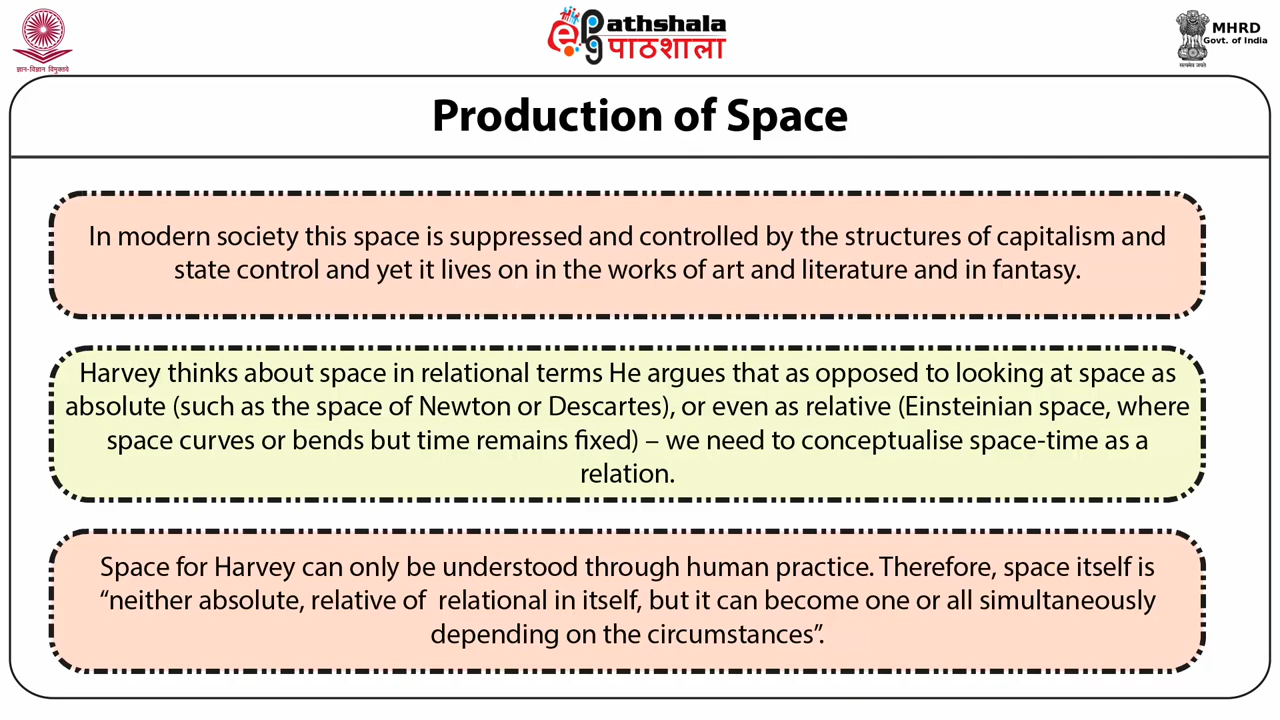 ज्ञान-विज्ञान विमुक्तये
epg
athshala
पाठशाला
सत्यमेव जयते
MHRD
Govt. of India
Production of Space
In modern society this space is suppressed and controlled by the structures of capitalism and
state control and yet it lives on in the works of art and literature and in fantasy.
Harvey thinks about space in relational terms He argues that as opposed to looking at space as
absolute (such as the space of Newton or Descartes), or even as relative (Einsteinian space, where
space curves or bends but time remains fixed) – we need to conceptualise space-time as a
relation.
Space for Harvey can only be understood through human practice. Therefore, space itself is
“neither absolute, relative of  relational in itself, but it can become one or all simultaneously
depending on the circumstances”.